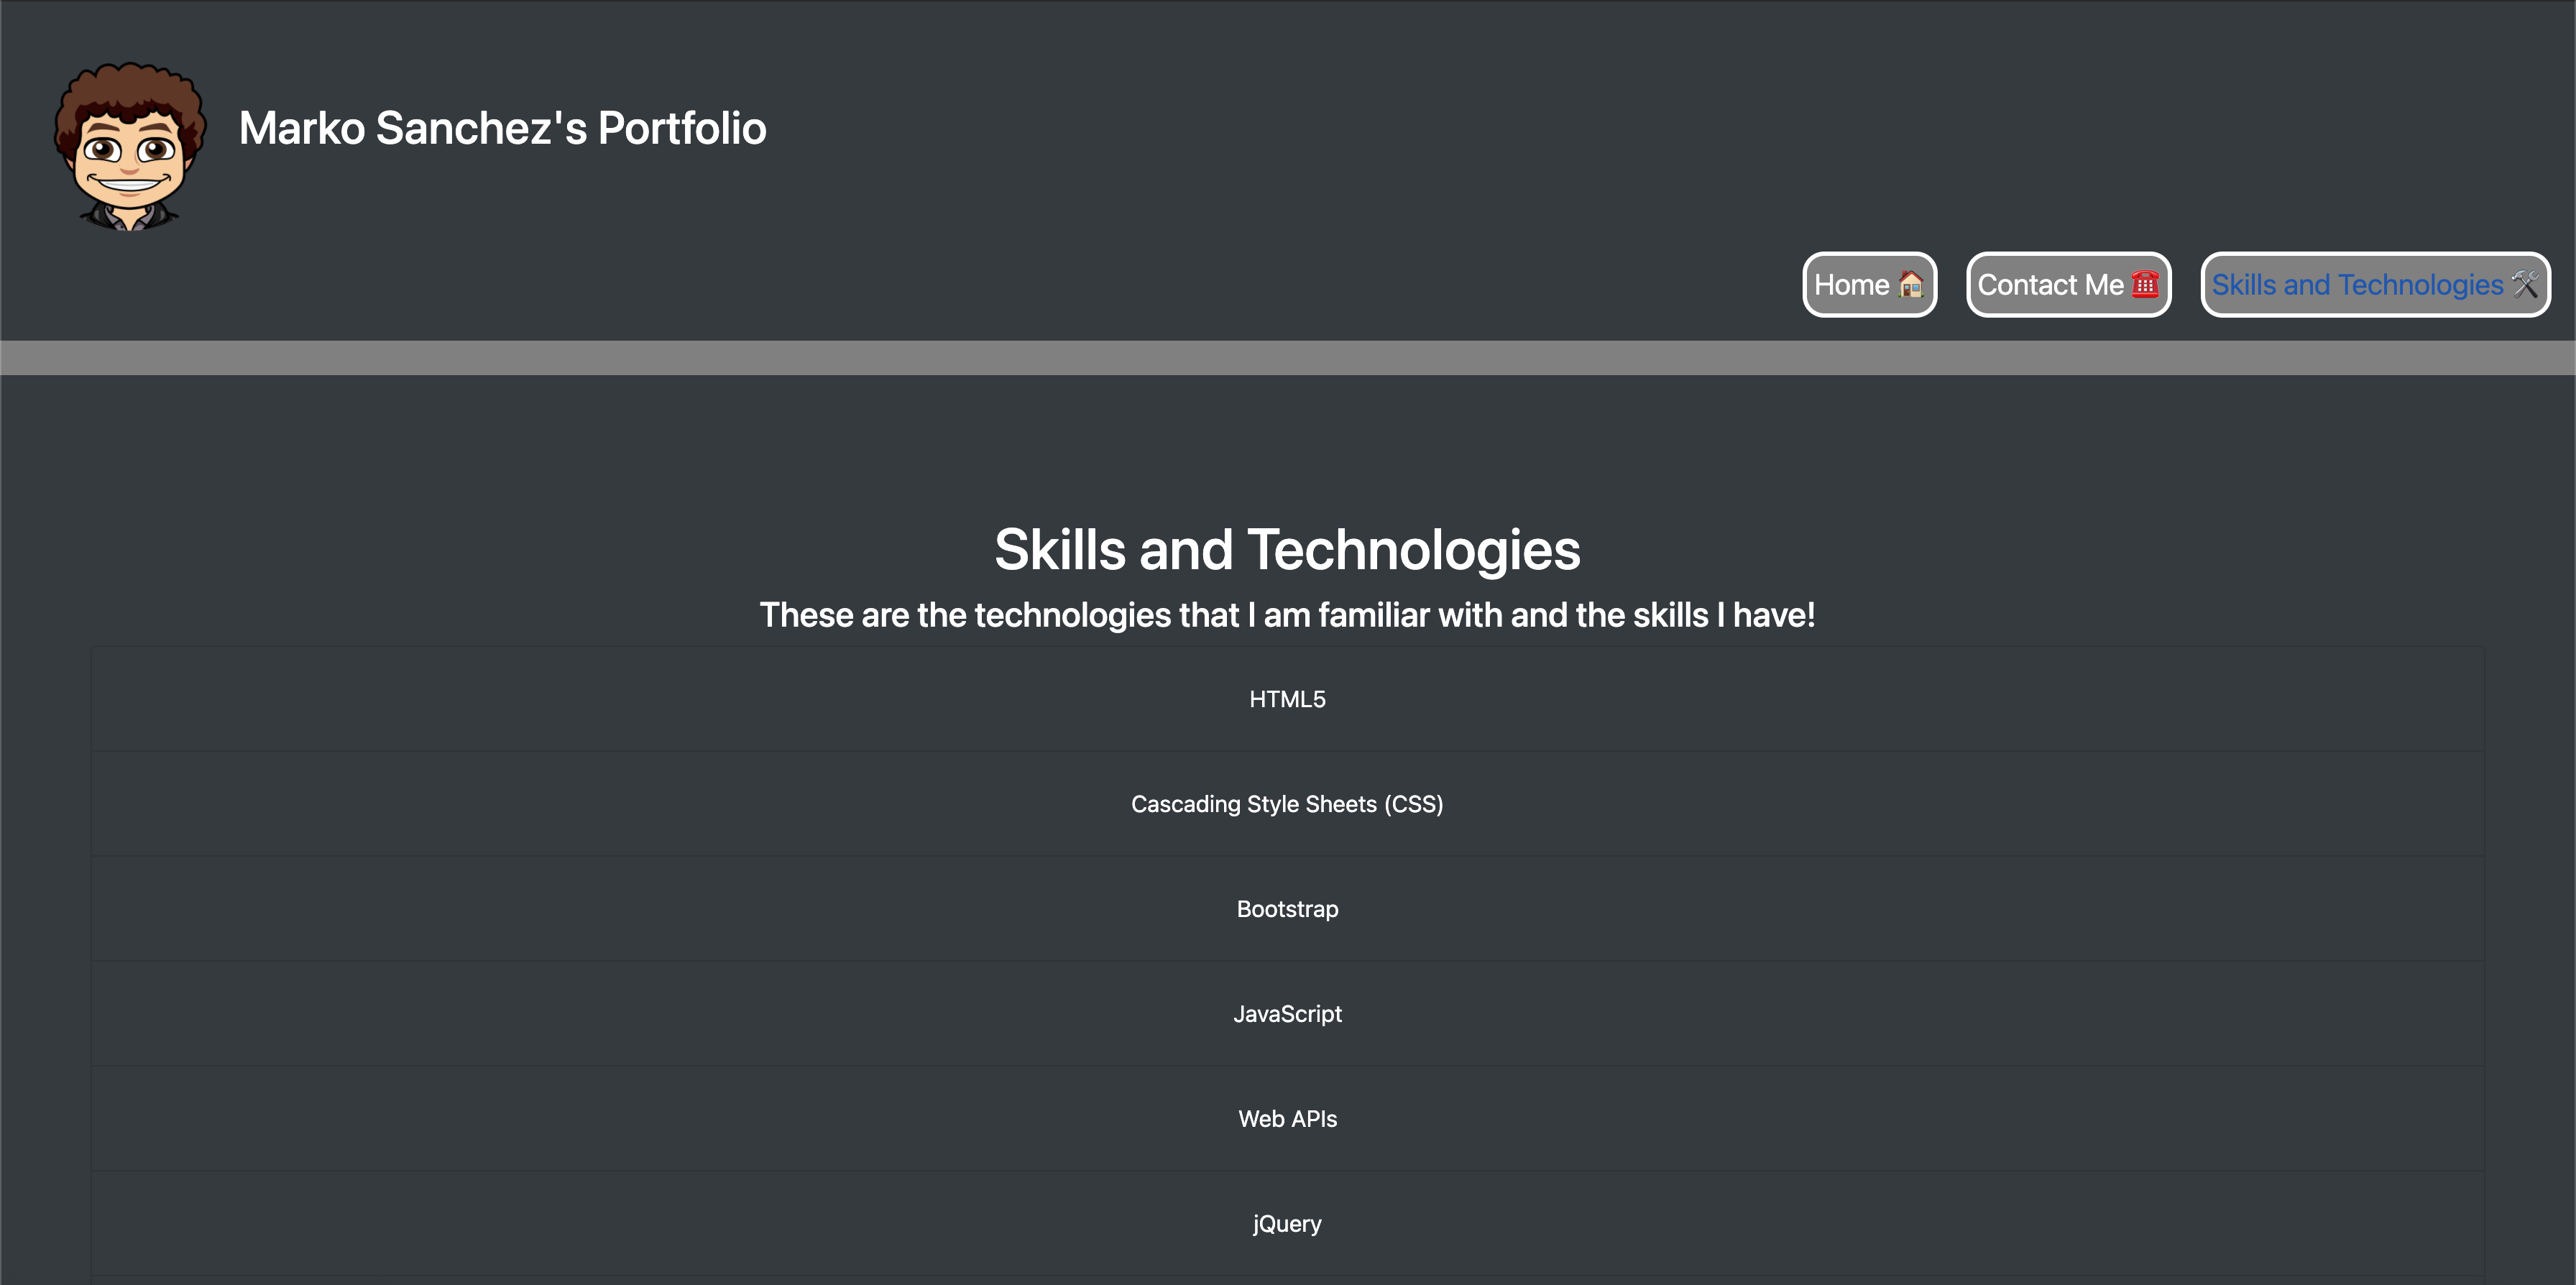 Marko Sanchez's Portfolio
Home 🏠
Contact Me ☎️
Skills and Technologies 🛠️
Skills and Technologies
These are the technologies that I am familiar with and the skills I have!
HTML5
Cascading Style Sheets (CSS)
Bootstrap
JavaScript
Web APIs
jQuery